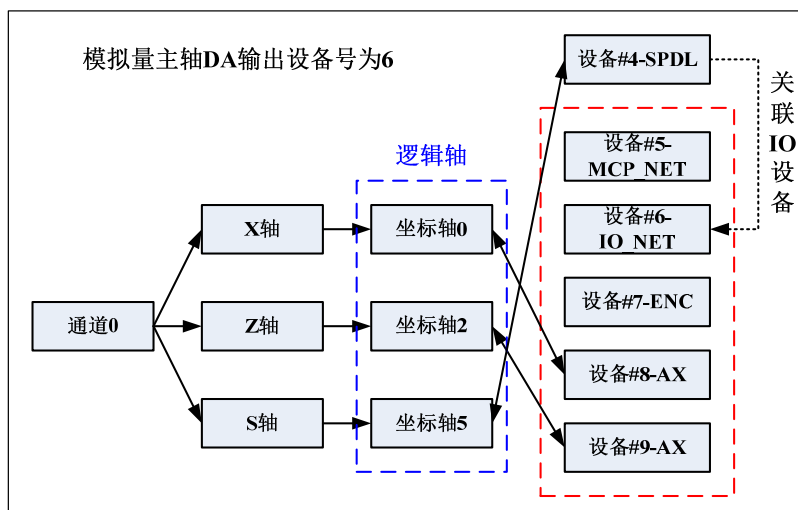 模拟量主轴DA输出设备号为6
设备#4-SPDL
关
联
IO
设
备
逻辑轴
设备#5-
MCP_NET
X轴
坐标轴0
设备#6-
IO_NET
通道0
Z轴
坐标轴2
设备#7-ENC
设备#8-AX
S轴
坐标轴5
设备#9-AX